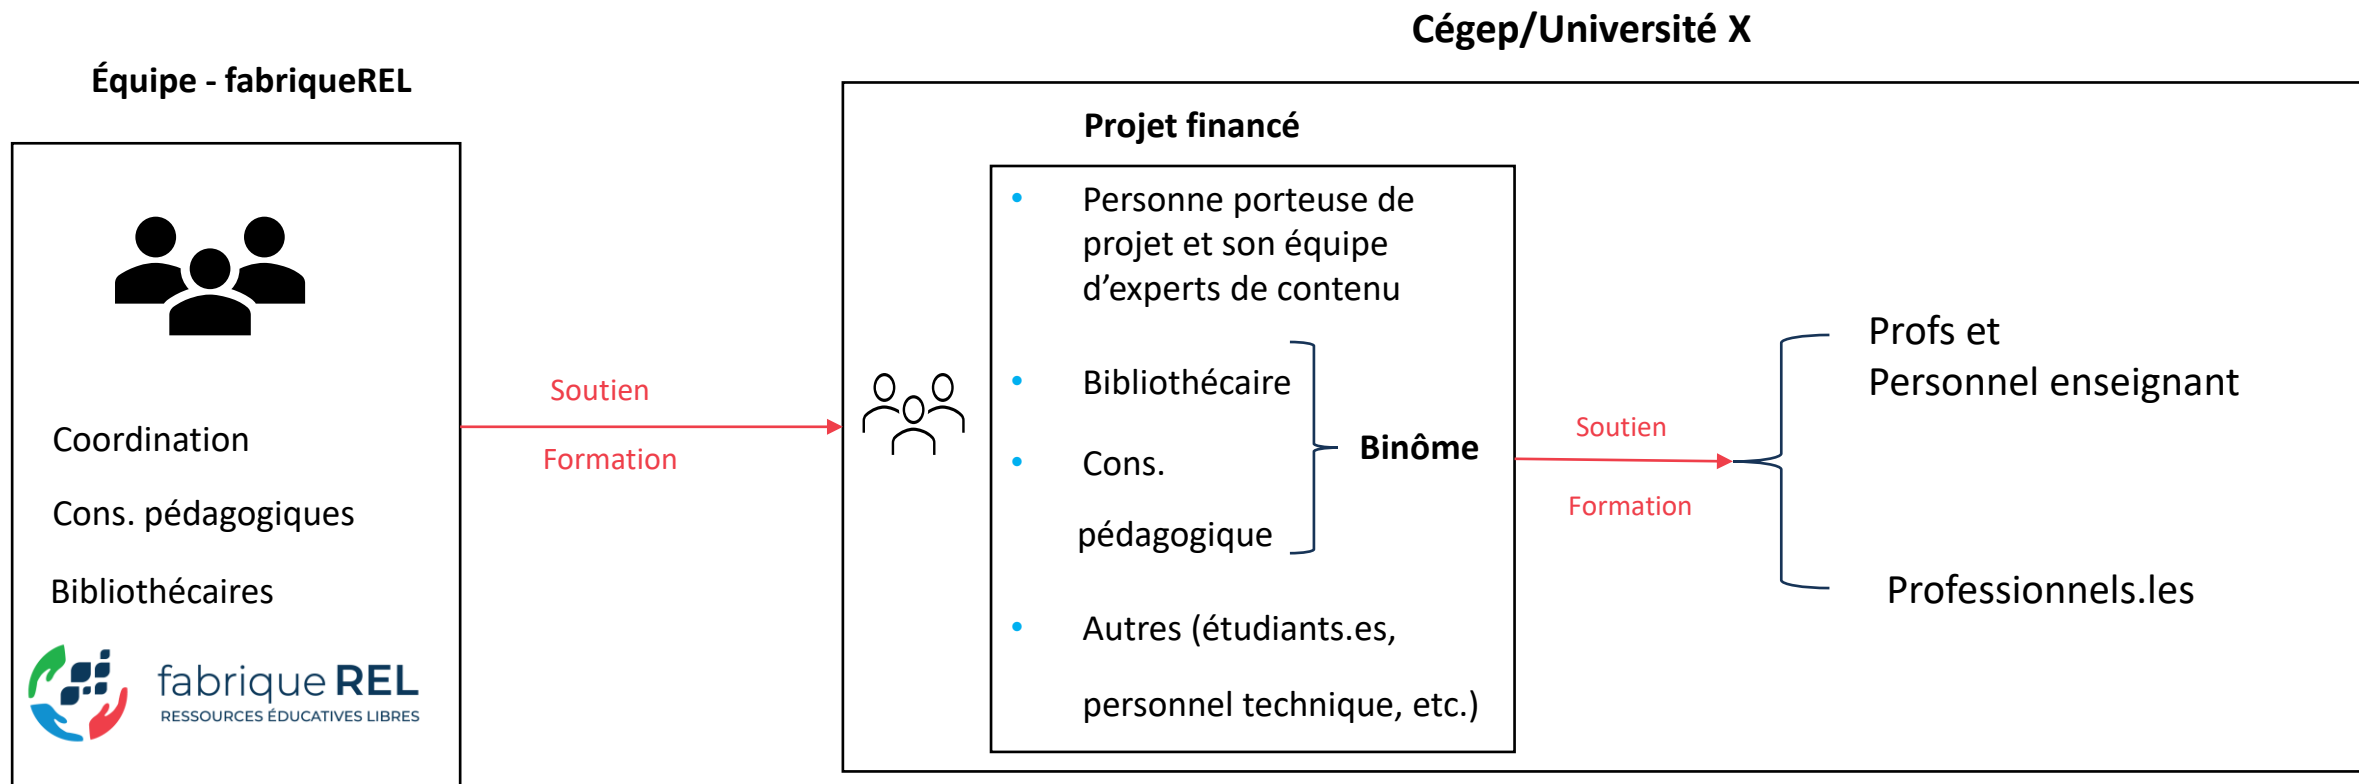 Cégep/Université X
Équipe - fabriqueREL
Coordination
Cons. pédagogiques
Bibliothécaires
fabrique REL
RESSOURCES ÉDUCATIVES LIBRES
Soutien
Formation
Projet financé
• Personne porteuse de
projet et son équipe
d’experts de contenu
• Bibliothécaire
• Cons.
pédagogique
Binôme
• Autres (étudiants.es,
personnel technique, etc.)
Soutien
Formation
Profs et
Personnel enseignant
Professionnels.les